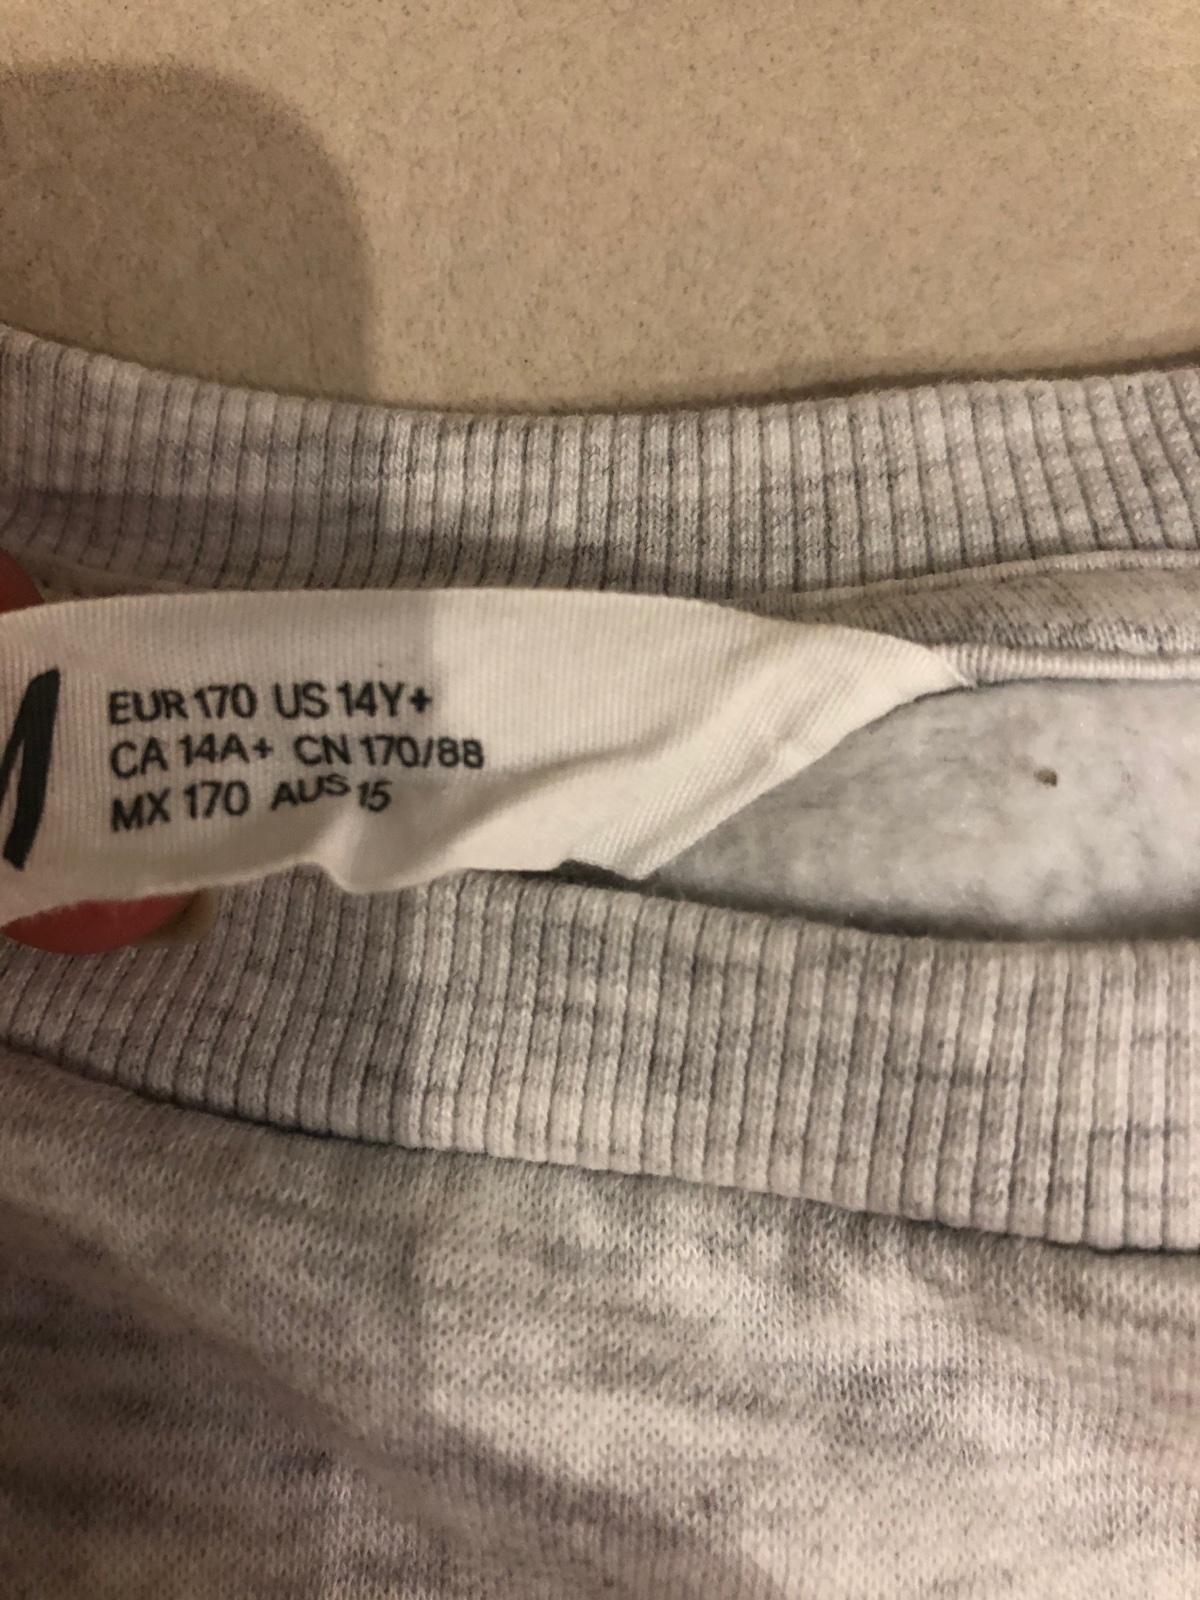 EUR 170 US 14Y+
CA 14A+ CN 170/88
MX 170 AUS 15